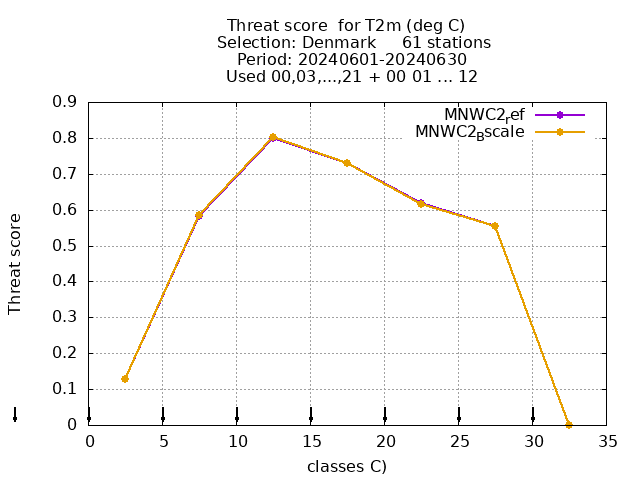 Threat score  for T2m (deg C)
Selection: Denmark     61 stations
Period: 20240601-20240630
Used 00,03,...,21 + 00 01 ... 12
MNWC2_ref
MNWC2_Bscale
0.9
0.8
0.7
0.6
0.5
0.4
0.3
0.2
0.1
0
Threat score
0 5 10 15 20 25 30 35
classes C)